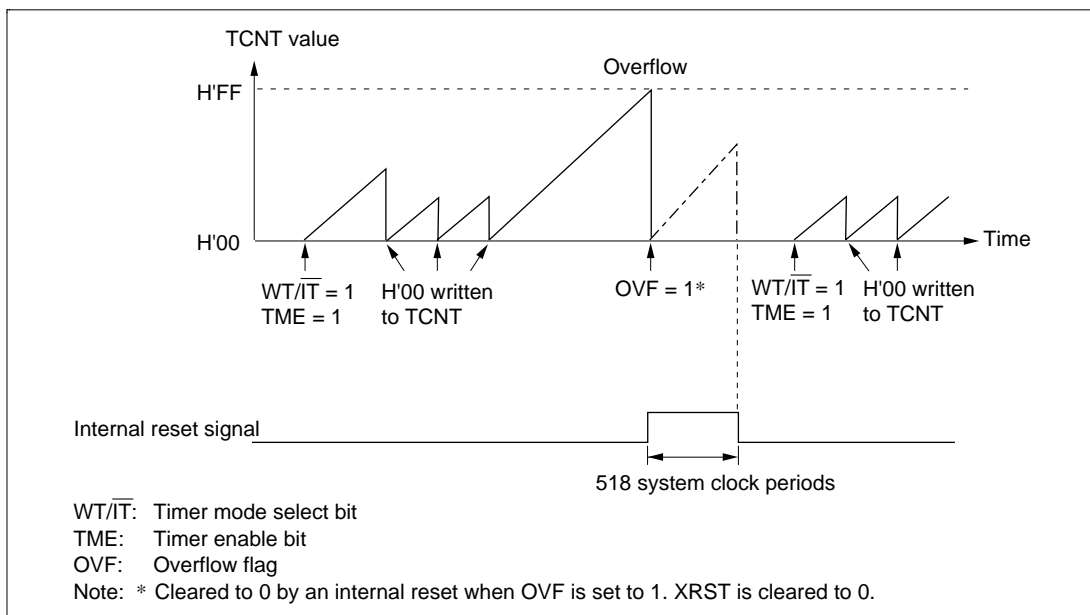 TCNT value
Overflow
H'FF
H'00
Time
WT/I̅T̅ = 1
TME = 1
H'00 written
to TCNT
OVF = 1*
WT/I̅T̅ = 1
TME = 1
H'00 written
to TCNT
Internal reset signal
518 system clock periods
WT/I̅T̅: Timer mode select bit
TME: Timer enable bit
OVF: Overflow flag
Note: * Cleared to 0 by an internal reset when OVF is set to 1. XRST is cleared to 0.